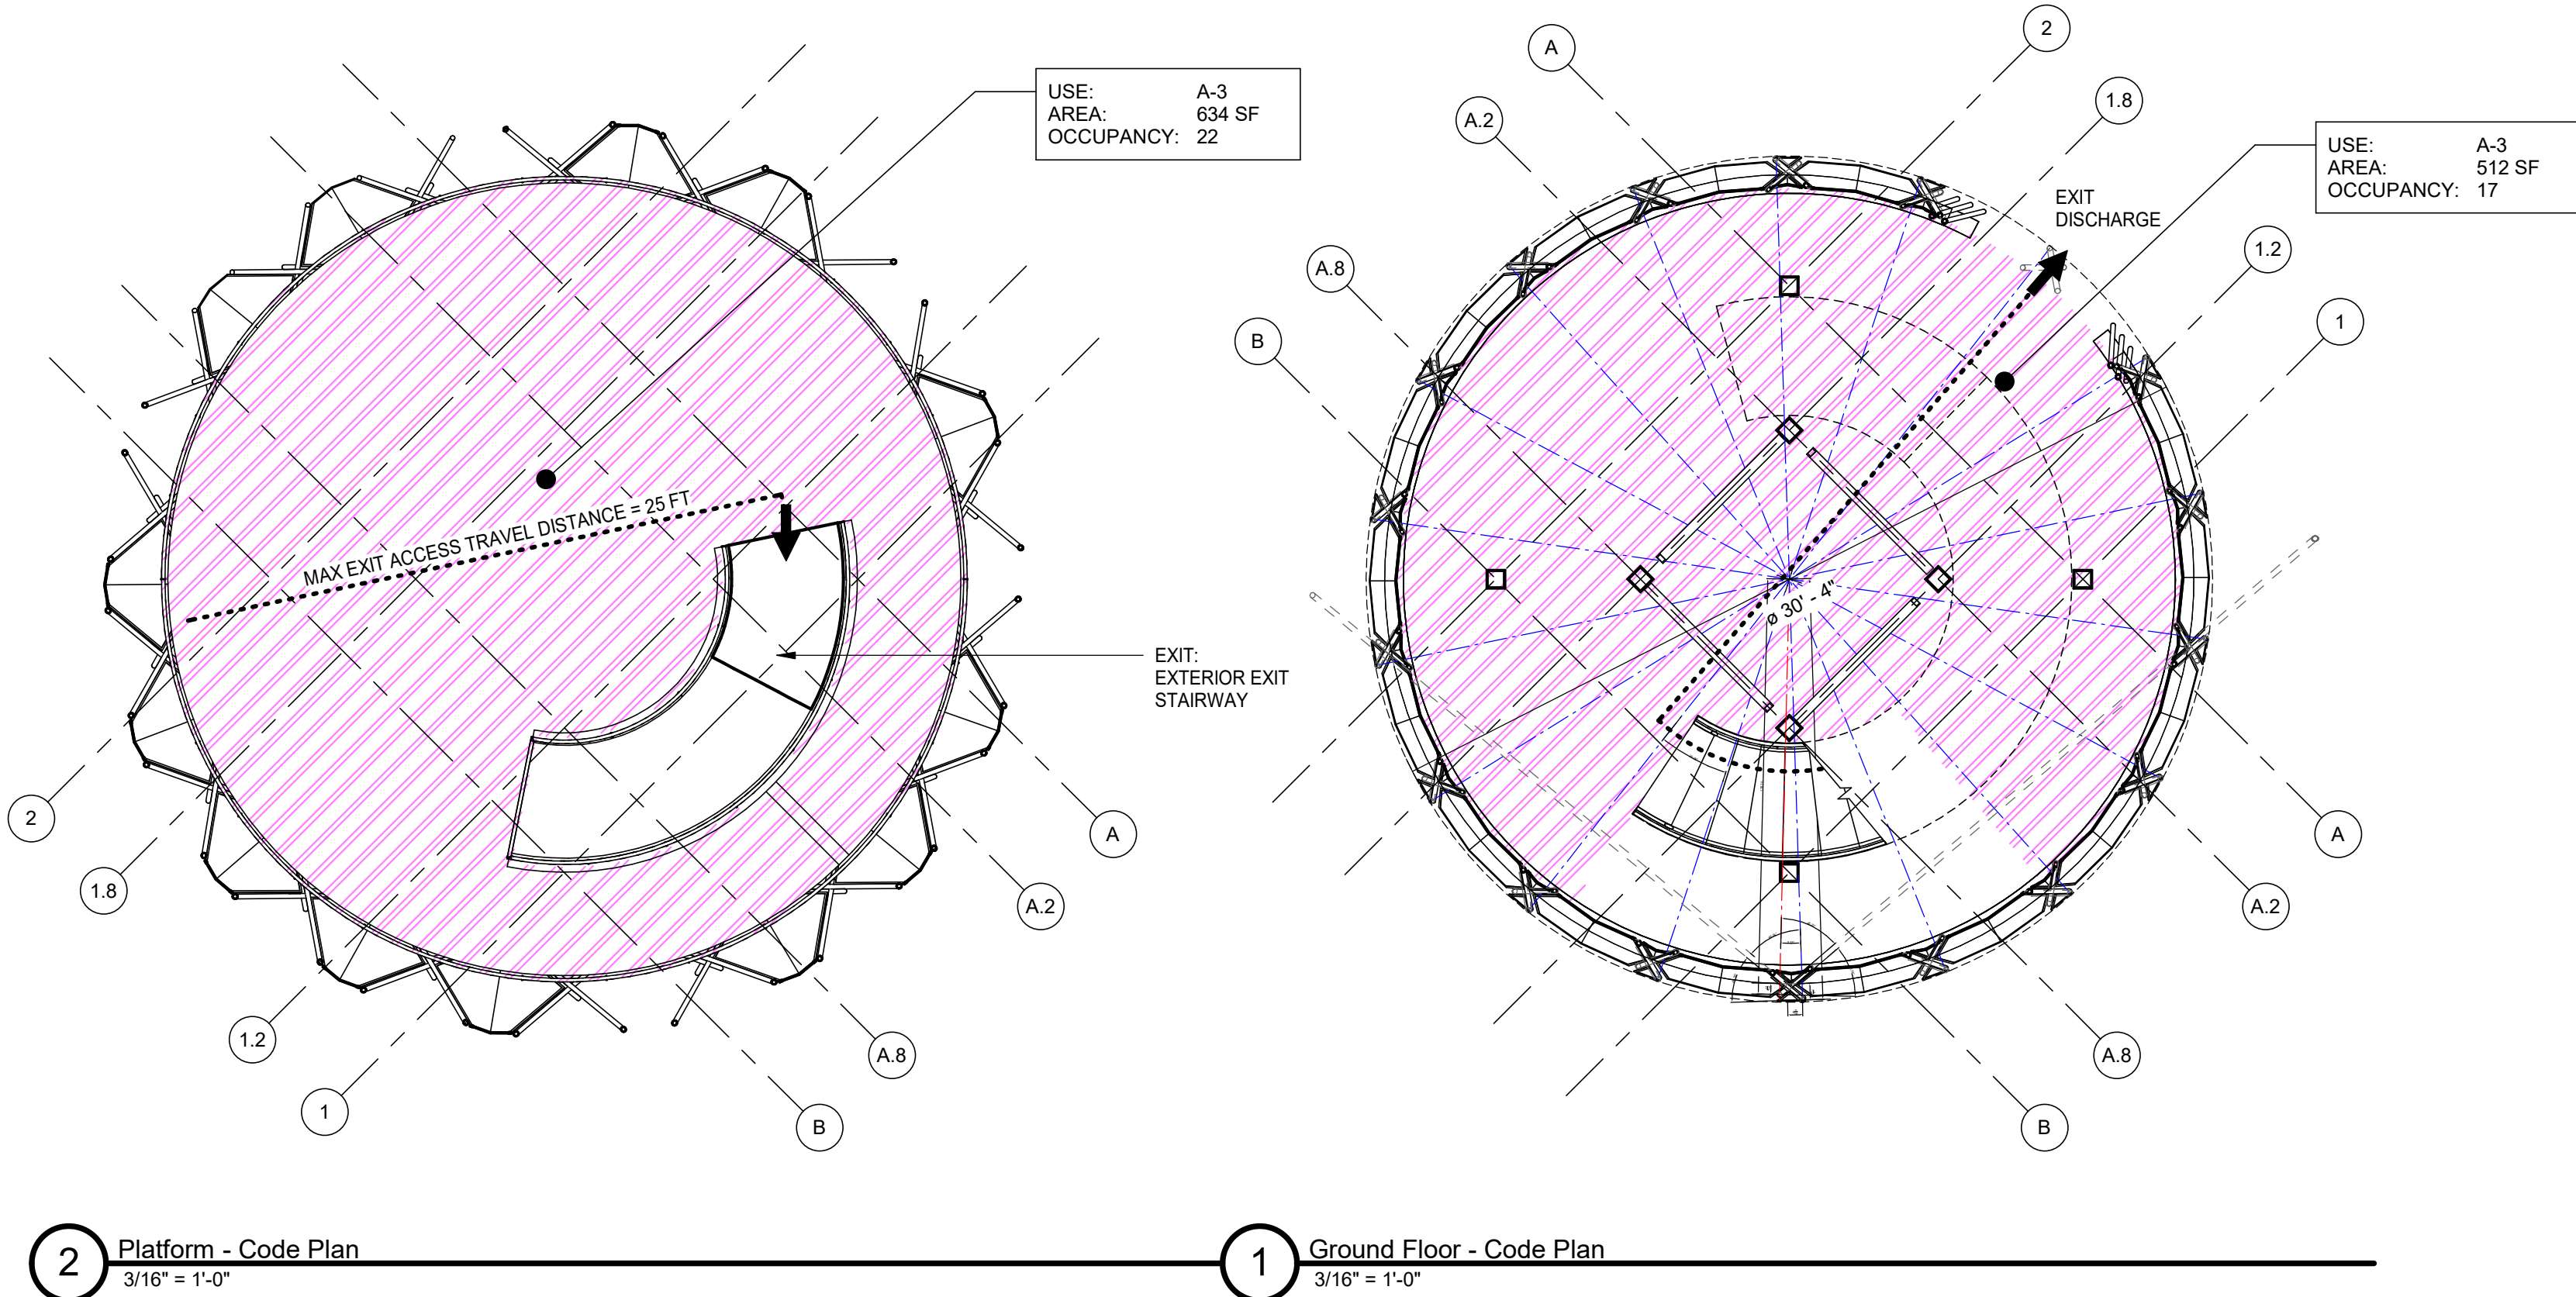 USE: A-3
AREA: 634 SF
OCCUPANCY: 22
MAX EXIT ACCESS TRAVEL DISTANCE = 25 FT
EXIT:
EXTERIOR EXIT
STAIRWAY
2
1.8
1.2
1
A
A.2
A.8
B
2
Platform - Code Plan
3/16" = 1'-0"
A
A.2
A.8
B
2
1.8
1.2
1
USE: A-3
AREA: 512 SF
OCCUPANCY: 17
EXIT
DISCHARGE
ø 30' - 4"
A
A.2
A.8
B
1
Ground Floor - Code Plan
3/16" = 1'-0"